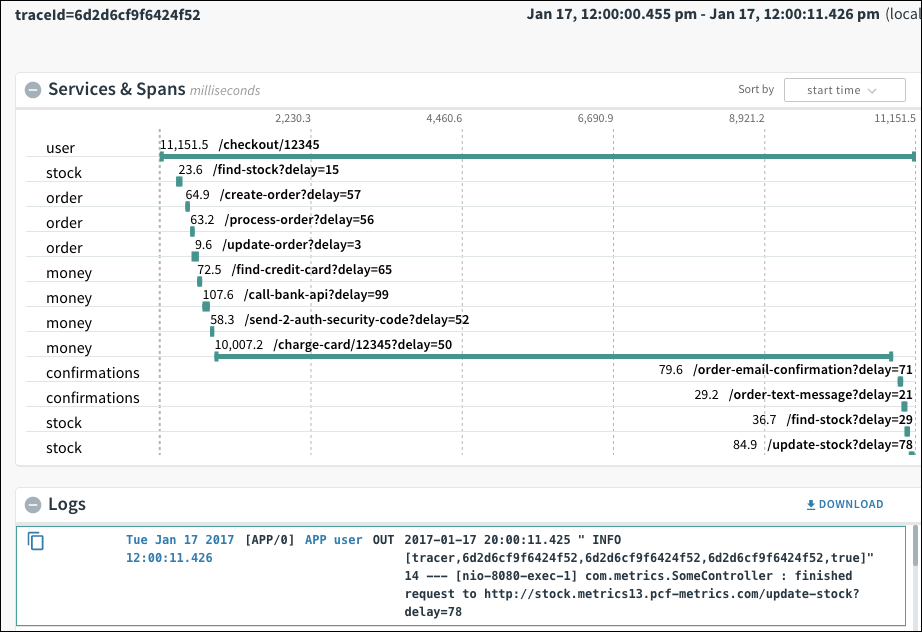 traceId=6d2d6cf9f6424f52 Jan 17, 12:00:00.455 pm - Jan 17, 12:00:11.426 pm (local
Services & Spans milliseconds Sort by start time
2,230.3 4,460.6 6,690.9 8,921.2 11,151.5
user 11,151.5 /checkout/12345
stock 23.6 /find-stock?delay=15
order 64.9 /create-order?delay=57
order 63.2 /process-order?delay=56
order 9.6 /update-order?delay=3
money 72.5 /find-credit-card?delay=65
money 107.6 /call-bank-api?delay=99
money 58.3 /send-2-auth-security-code?delay=52
money 10,007.2 /charge-card/12345?delay=50
confirmations 79.6 /order-email-confirmation?delay=71
confirmations 29.2 /order-text-message?delay=21
stock 36.7 /find-stock?delay=29
stock 84.9 /update-stock?delay=78
Logs DOWNLOAD
Tue Jan 17 2017 [APP/0] APP user OUT 2017-01-17 20:00:11.425 " INFO
12:00:11.426 [tracer,6d2d6cf9f6424f52,6d2d6cf9f6424f52,6d2d6cf9f6424f52,true]"
14 --- [nio-8080-exec-1] com.metrics.SomeController : finished
request to http://stock.metrics13.pcf-metrics.com/update-stock?
delay=78